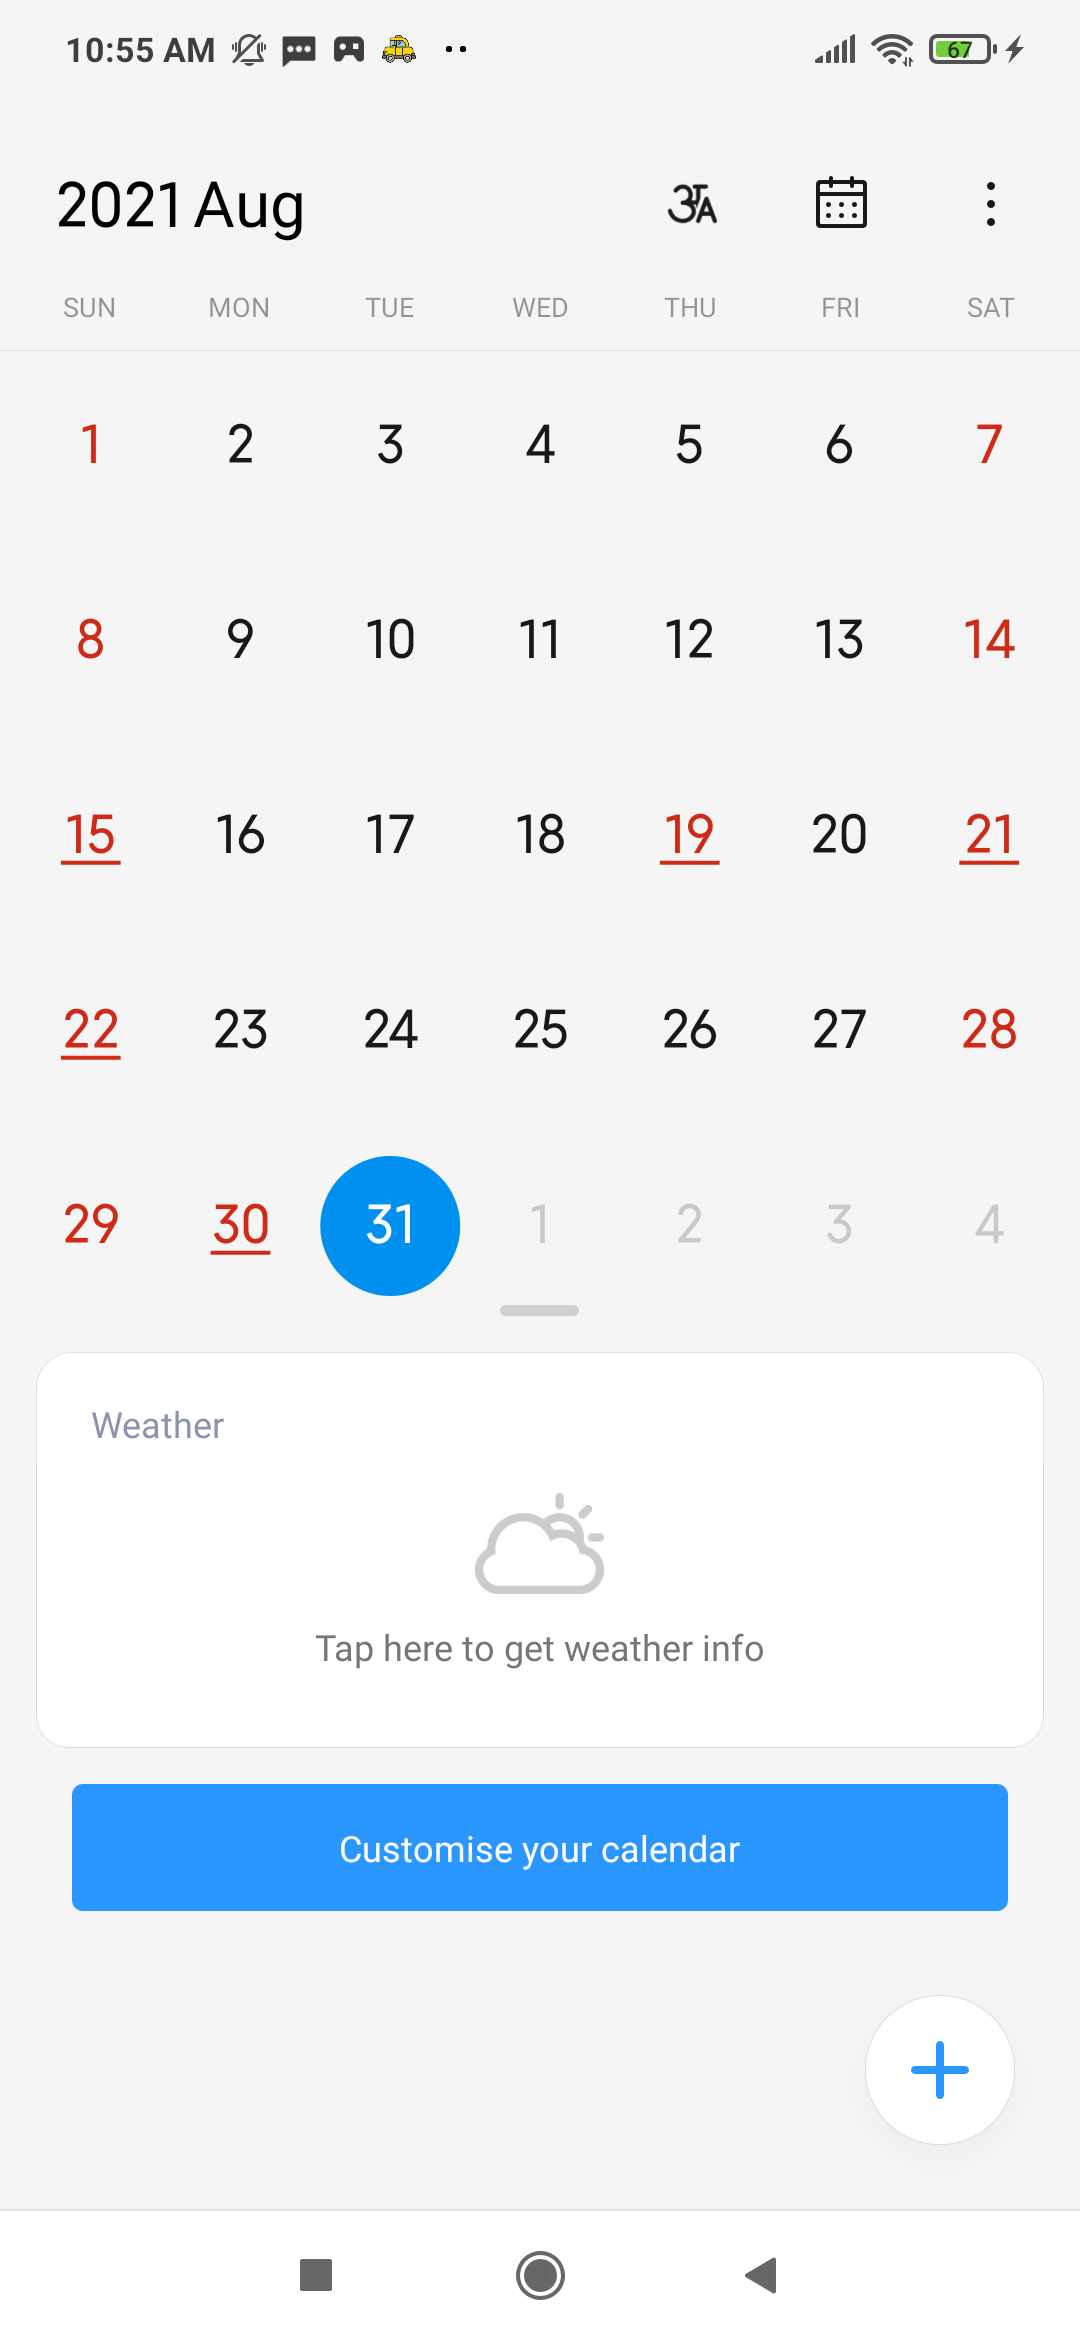 10:55 AM 67
2021 Aug अA
SUN MON TUE WED THU FRI SAT
1 2 3 4 5 6 7
8 9 10 11 12 13 14
15 16 17 18 19 20 21
22 23 24 25 26 27 28
29 30 31 1 2 3 4
Weather
Tap here to get weather info
Customise your calendar